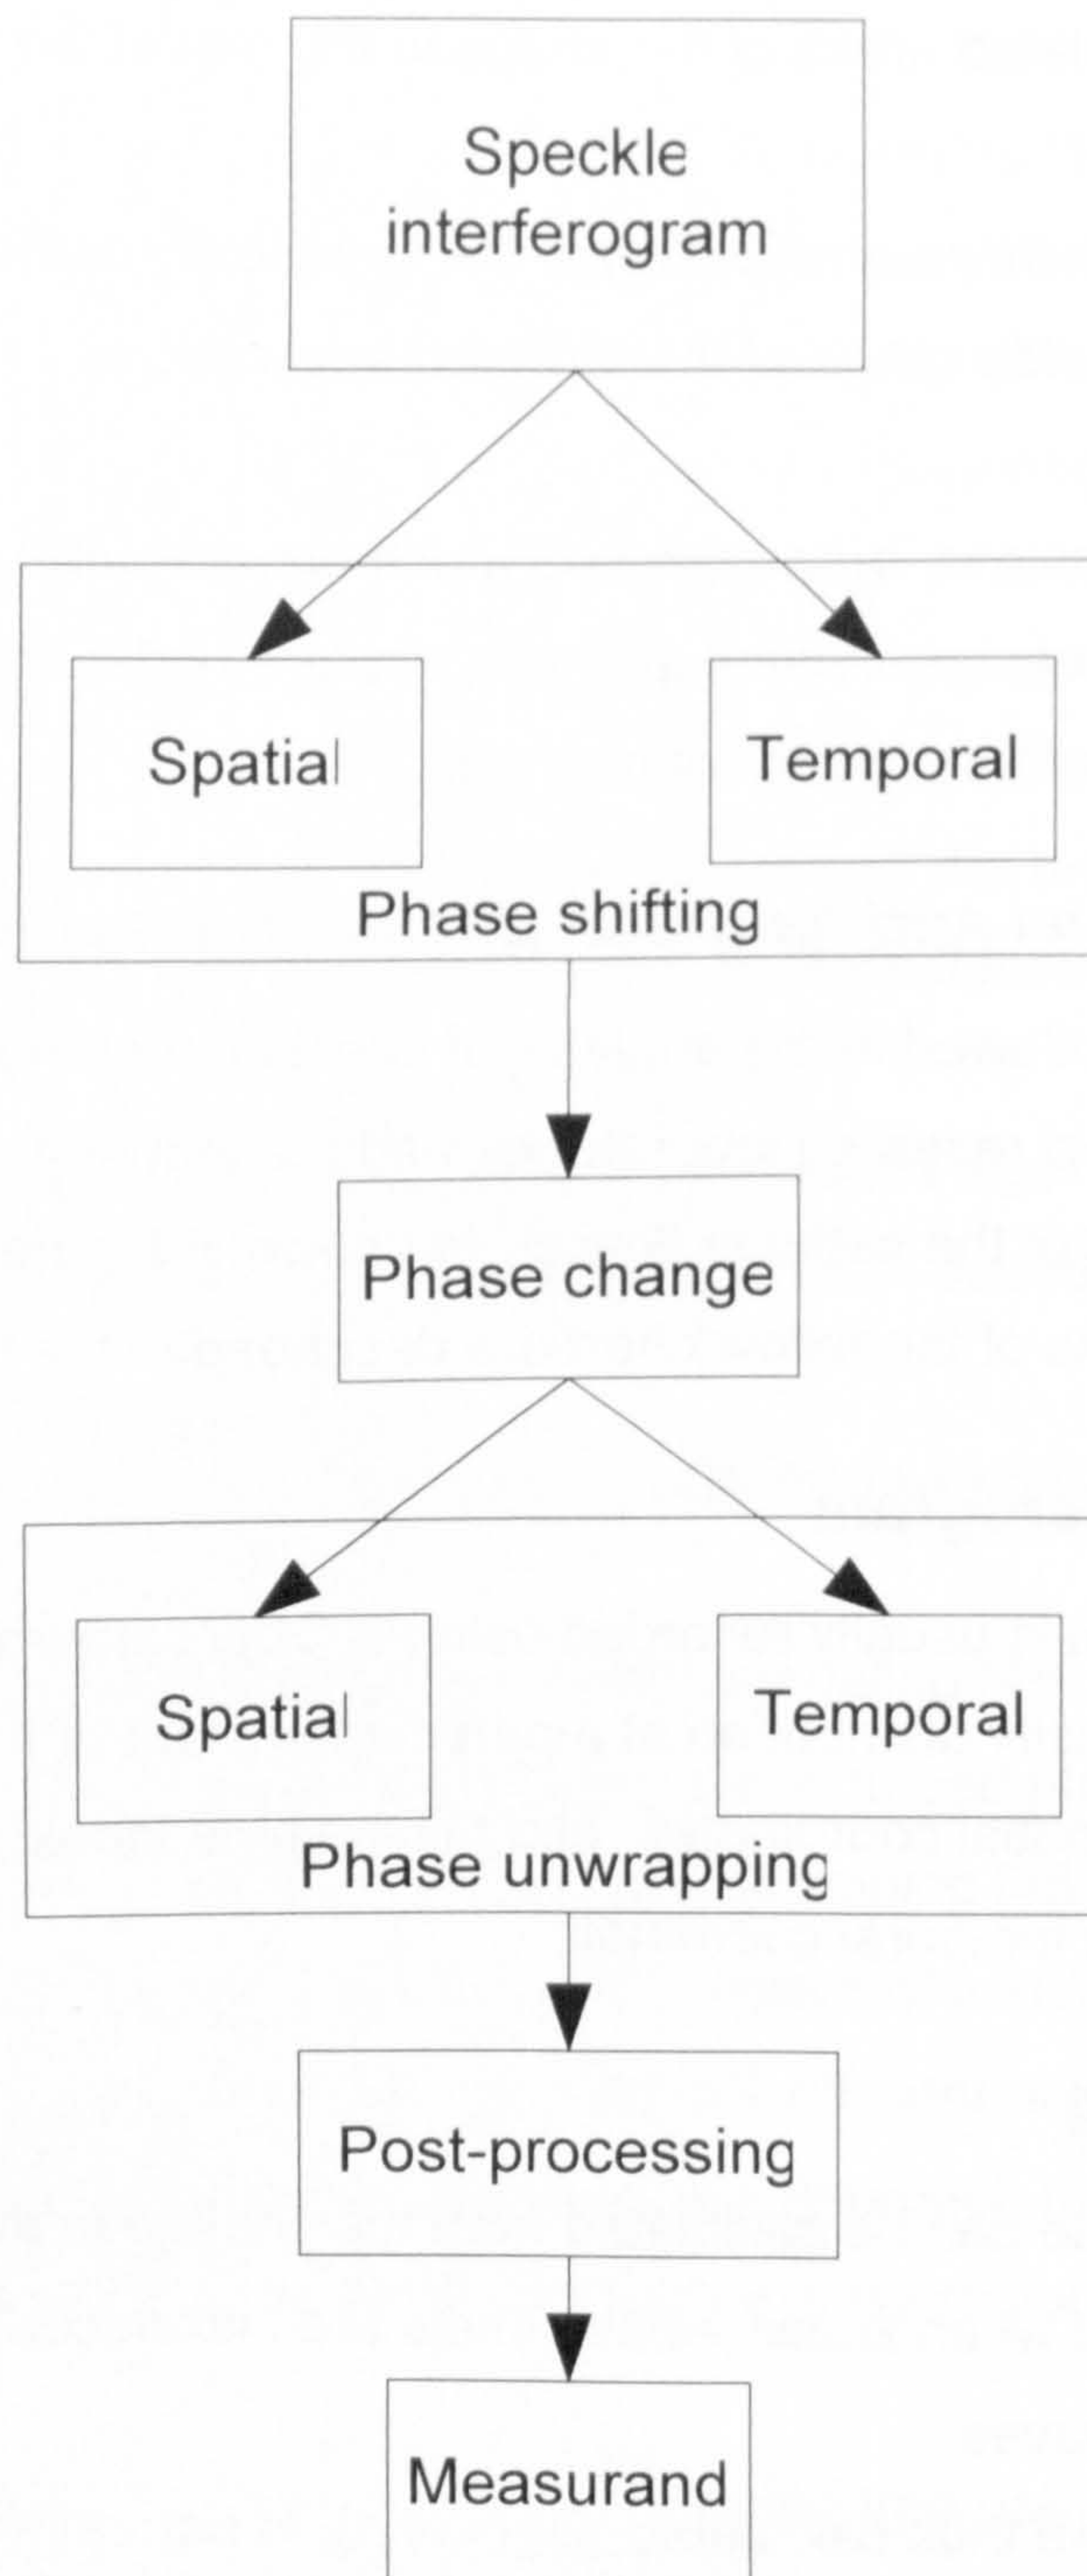 Speckle
interferogram
Spatial
Temporal
Phase shifting
Phase change
Spatial
Temporal
Phase unwrapping
Post-processing
Measurand